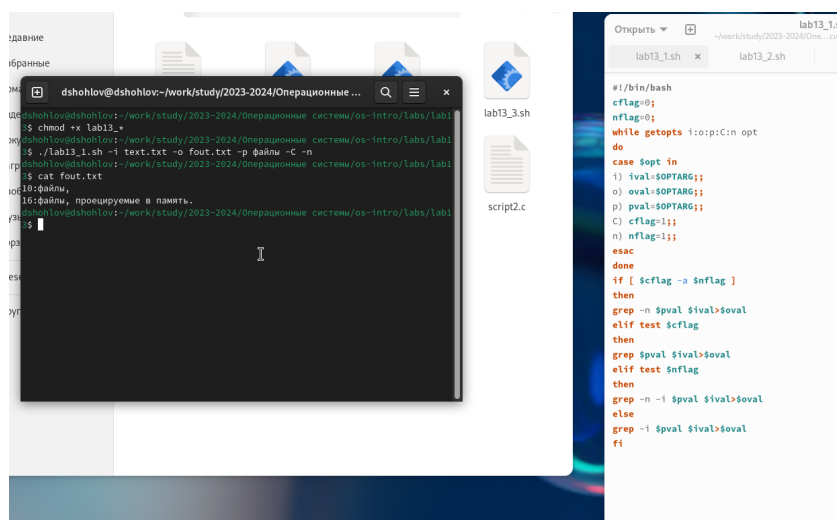 dshohlov@dshohlov:~/work/study/2023-2024/Операционные ...
dshohlov@dshohlov:~/work/study/2023-2024/Операционные системы/os-intro/labs/lab1
3$ chmod +x lab13_*
dshohlov@dshohlov:~/work/study/2023-2024/Операционные системы/os-intro/labs/lab1
3$ ./lab13_1.sh -i text.txt -o fout.txt -p файлы -C -n
dshohlov@dshohlov:~/work/study/2023-2024/Операционные системы/os-intro/labs/lab1
3$ cat fout.txt
10:файлы,
16:файлы, проецируемые в память.
dshohlov@dshohlov:~/work/study/2023-2024/Операционные системы/os-intro/labs/lab1
3$
lab13_3.sh
script2.c
Открыть
lab13_1.
~/work/study/2023-2024/Опе...
lab13_1.sh ×
lab13_2.sh
#!/bin/bash
cflag=0;
nflag=0;
while getopts i:o:p:C:n opt
do
case $opt in
i) ival=$OPTARG;;
o) oval=$OPTARG;;
p) pval=$OPTARG;;
C) cflag=1;;
n) nflag=1;;
esac
done
if [ $cflag -a $nflag ]
then
grep -n $pval $ival>$oval
elif test $cflag
then
grep $pval $ival>$oval
elif test $nflag
then
grep -n -i $pval $ival>$oval
else
grep -i $pval $ival>$oval
fi